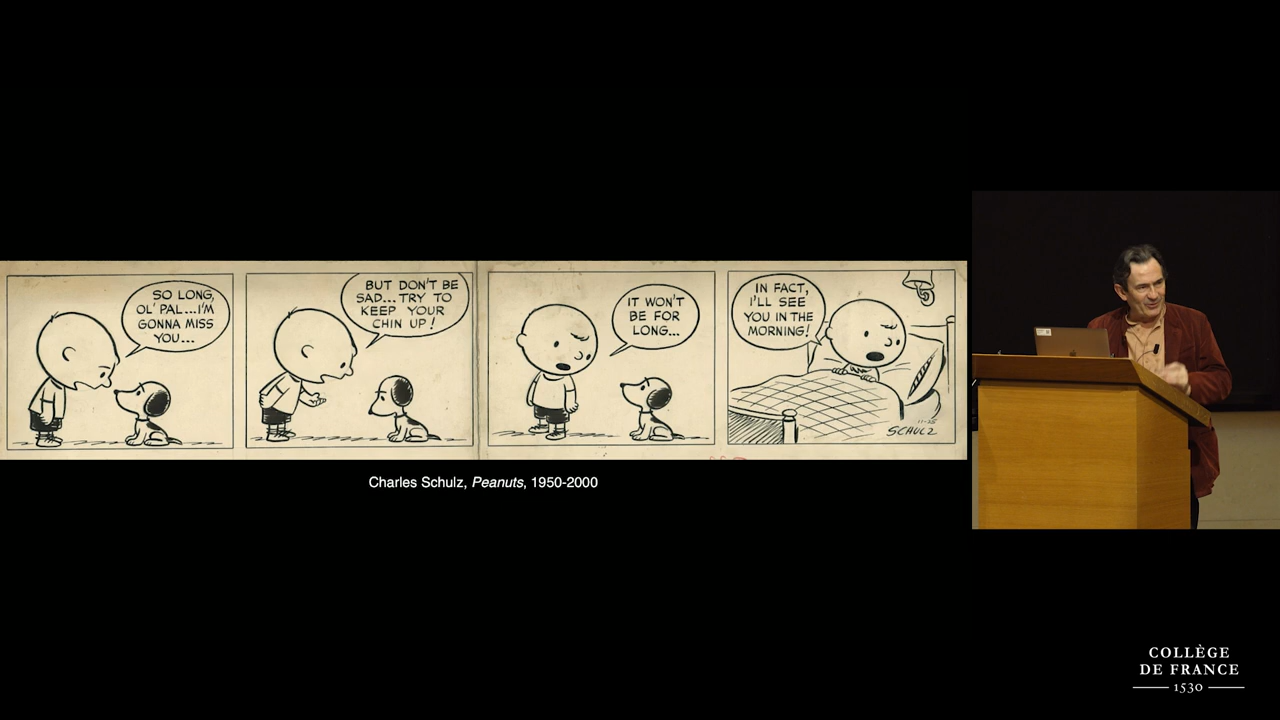 SO LONG,
OL' PAL...I'M
GONNA MISS
YOU...
BUT DON'T BE
SAD...TRY TO
KEEP YOUR
CHIN UP!
IT WON'T
BE FOR
LONG...
IN FACT,
I'LL SEE
YOU IN THE
MORNING!
11-25
SCHULZ
Charles Schulz, Peanuts, 1950-2000
COLLÈGE
DE FRANCE
1530